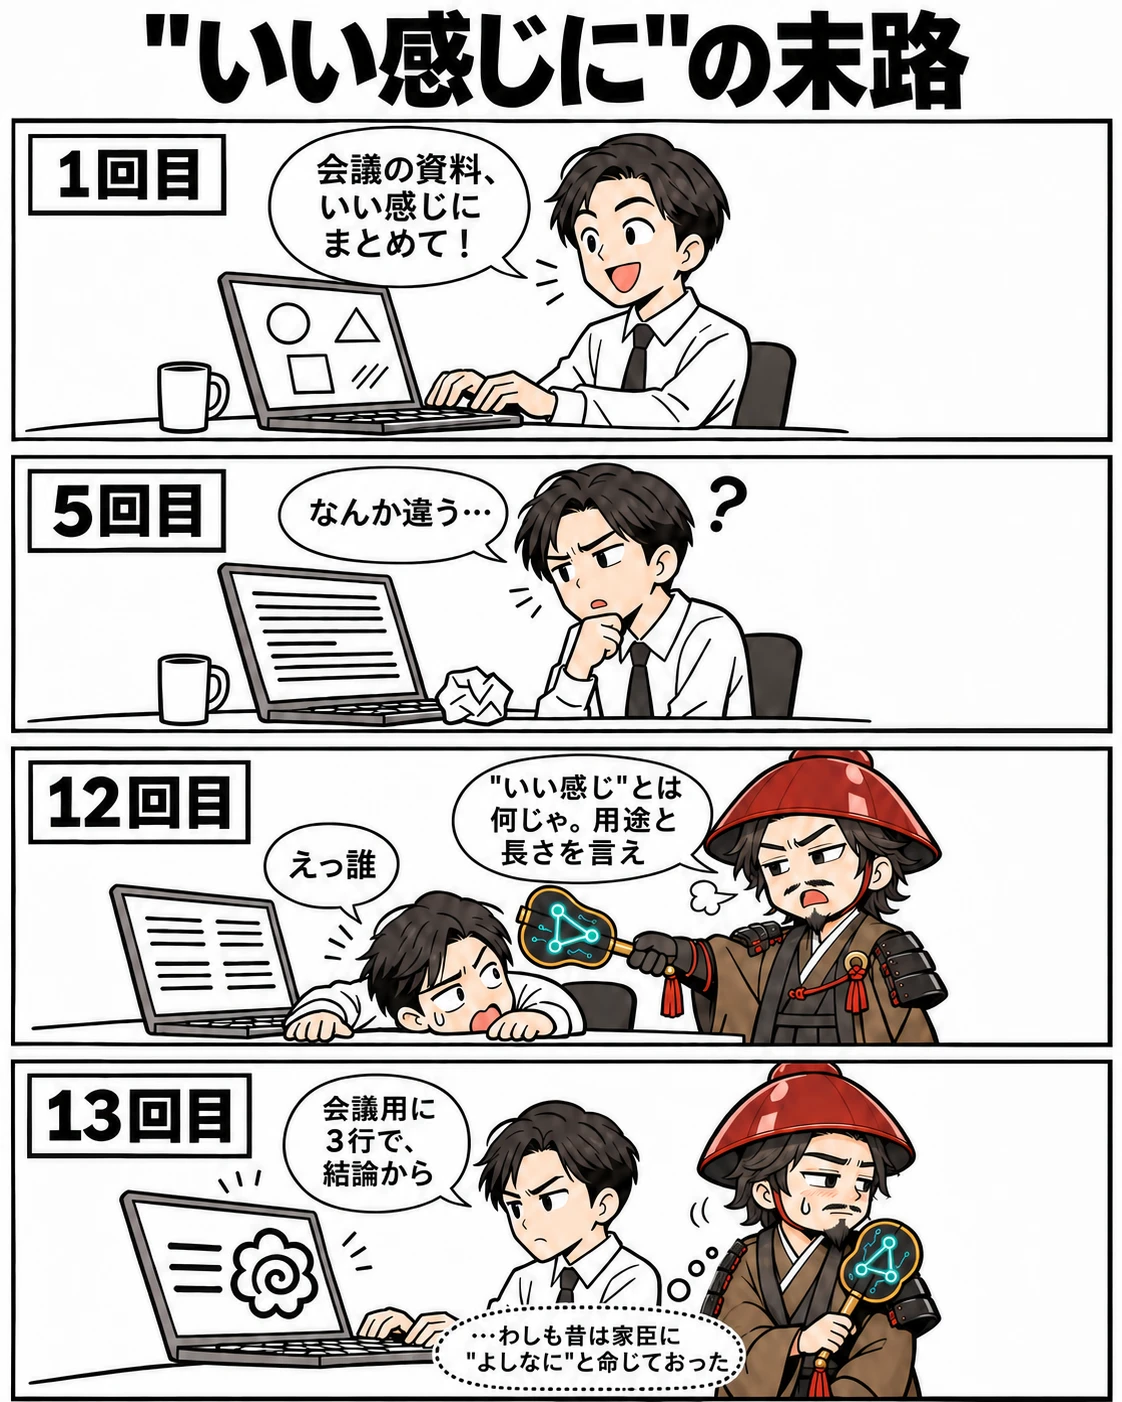 "いい感じに"の末路
1回目
会議の資料、
いい感じに
まとめて！
5回目
なんか違う…
?
12回目
えっ誰
"いい感じ"とは
何じゃ。用途と
長さを言え
13回目
会議用に
3行で、
結論から
…わしも昔は家臣に
"よしなに"と命じておった